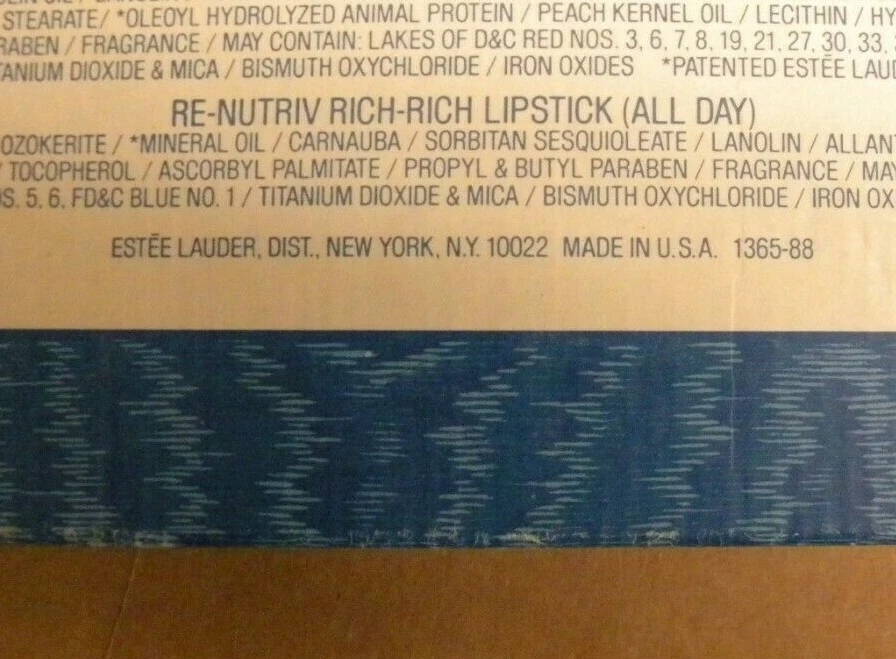 STEARATE / *OLEOYL HYDROLYZED ANIMAL PROTEIN / PEACH KERNEL OIL / LECITHIN / HY
RABEN / FRAGRANCE / MAY CONTAIN: LAKES OF D&C RED NOS. 3, 6, 7, 8, 19, 21, 27, 30, 33
TANIUM DIOXIDE & MICA / BISMUTH OXYCHLORIDE / IRON OXIDES *PATENTED ESTĒE LAUD
RE-NUTRIV RICH-RICH LIPSTICK (ALL DAY)
OZOKERITE / *MINERAL OIL / CARNAUBA / SORBITAN SESQUIOLEATE / LANOLIN / ALLAN
/ TOCOPHEROL / ASCORBYL PALMITATE / PROPYL & BUTYL PARABEN / FRAGRANCE / MAY
OS. 5, 6, FD&C BLUE NO. 1 / TITANIUM DIOXIDE & MICA / BISMUTH OXYCHLORIDE / IRON OX
ESTĒE LAUDER, DIST., NEW YORK, N.Y. 10022 MADE IN U.S.A. 1365-88